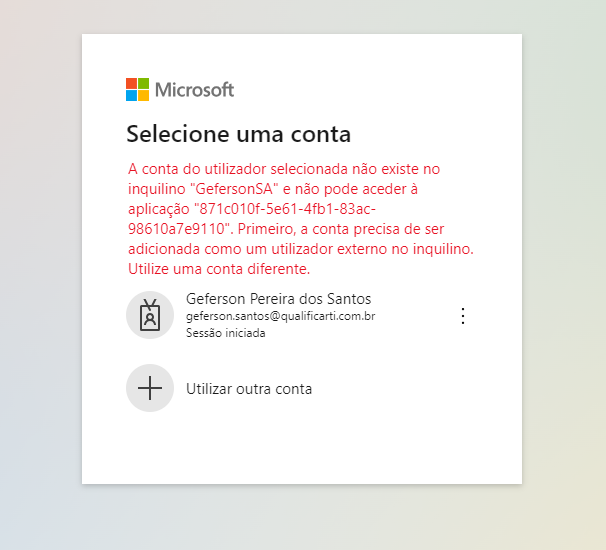 Microsoft
Selecione uma conta
A conta do utilizador selecionada não existe no
inquilino "GefersonSA" e não pode aceder à
aplicação "871c010f-5e61-4fb1-83ac-
98610a7e9110". Primeiro, a conta precisa de ser
adicionada como um utilizador externo no inquilino.
Utilize uma conta diferente.
Geferson Pereira dos Santos
geferson.santos@qualificarti.com.br
Sessão iniciada
Utilizar outra conta